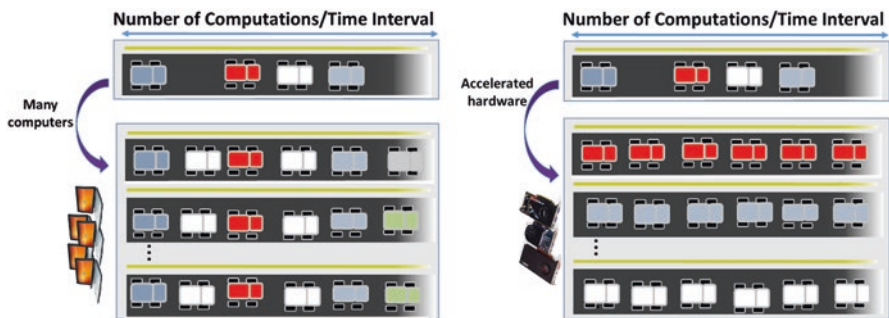 Number of Computations/Time Interval
Many
computers
Number of Computations/Time Interval
Accelerated
hardware